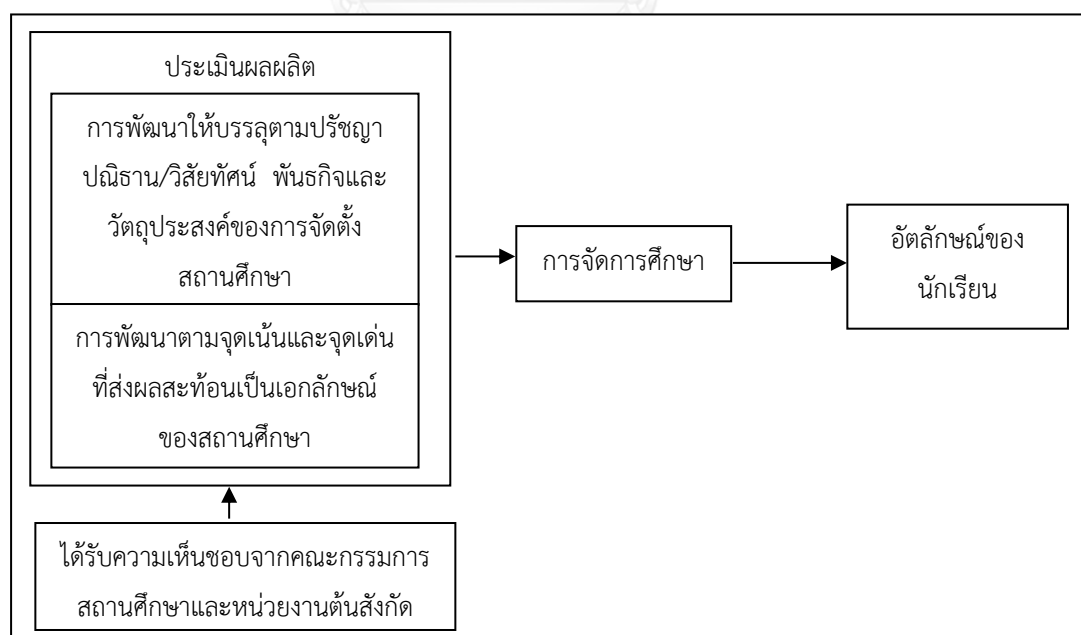 ประเมินผลผลิต
การพัฒนาให้บรรลุตามปรัชญา
ปณิธาน/วิสัยทัศน์ พันธกิจและ
วัตถุประสงค์ของการจัดตั้ง
สถานศึกษา
การพัฒนาตามจุดเน้นและจุดเด่น
ที่ส่งผลสะท้อนเป็นเอกลักษณ์
ของสถานศึกษา
ได้รับความเห็นชอบจากคณะกรรมการ
สถานศึกษาและหน่วยงานต้นสังกัด
การจัดการศึกษา
อัตลักษณ์ของ
นักเรียน